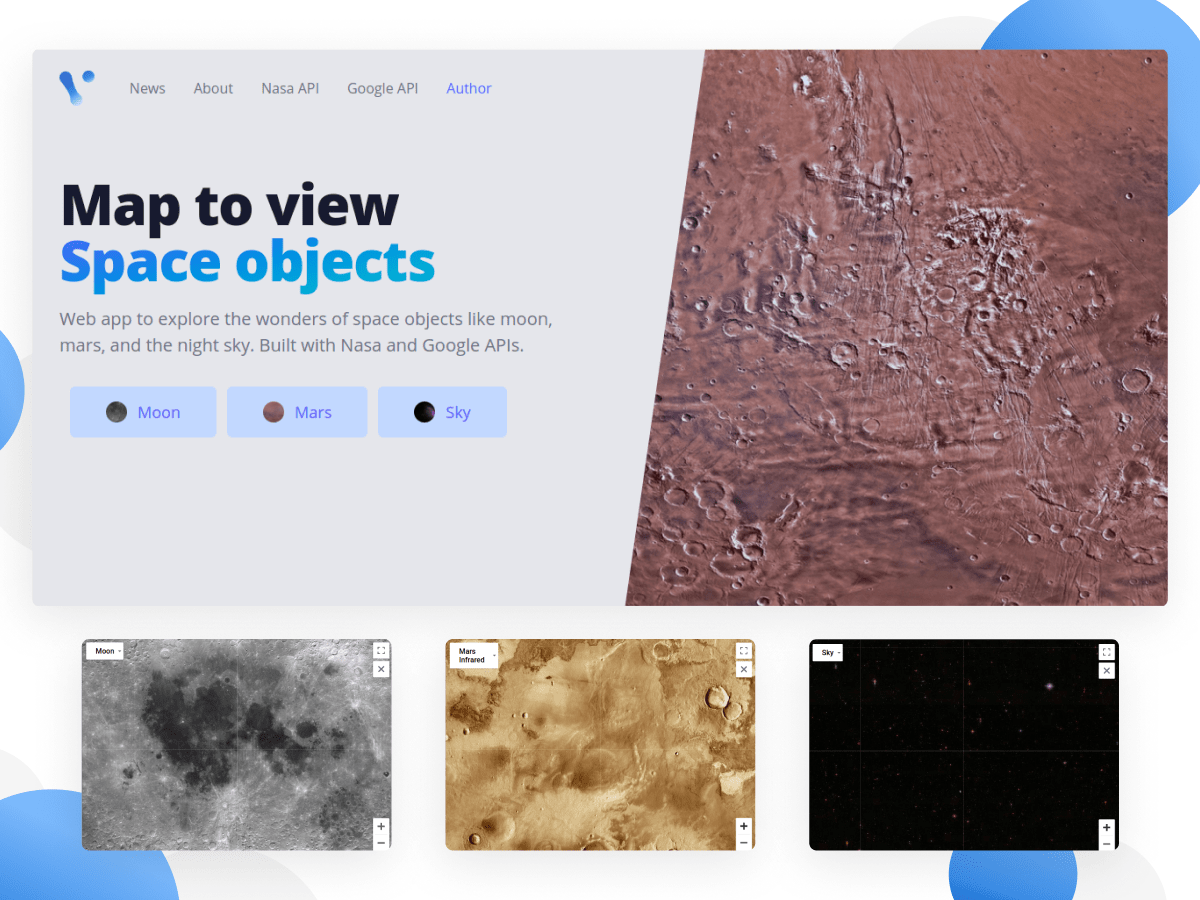 News About Nasa API Google API Author
Map to view
Space objects
Web app to explore the wonders of space objects like moon,
mars, and the night sky. Built with Nasa and Google APIs.
Moon Mars Sky
Moon
Mars
Infrared
Sky